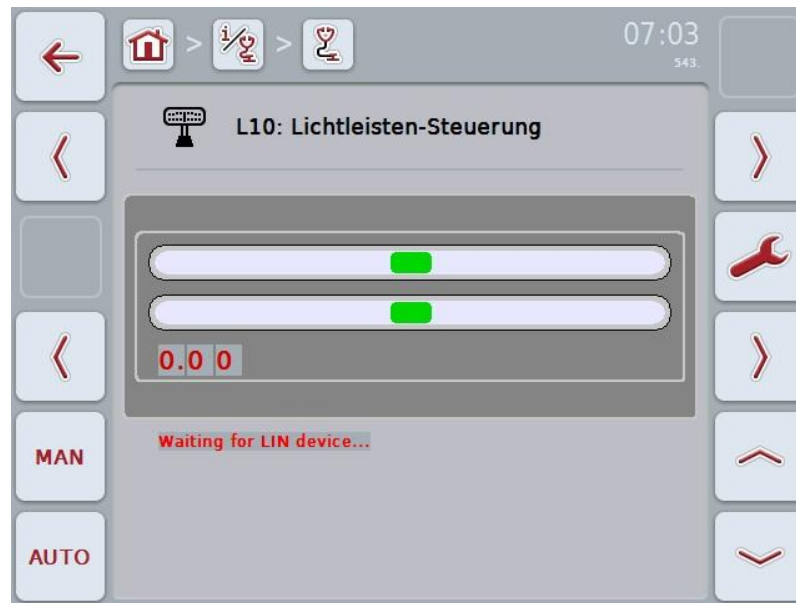 07:03
543.
L10: Lichtleisten-Steuerung
0.0 0
Waiting for LIN device...
MAN
AUTO